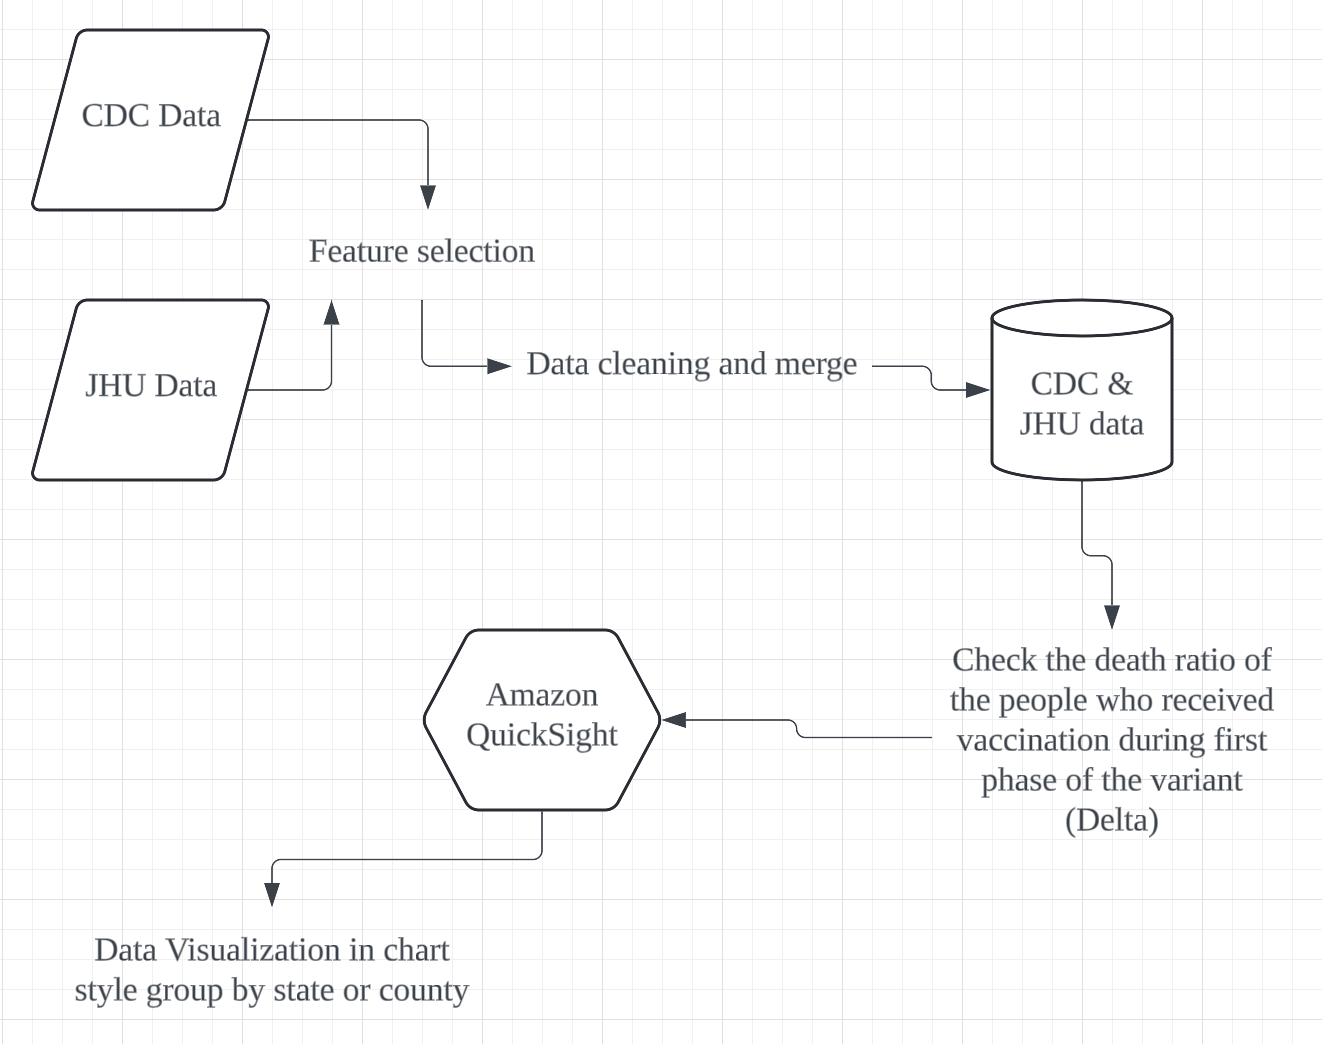 CDC Data
Feature selection
JHU Data
Data cleaning and merge
CDC &
JHU data
Check the death ratio of
the people who received
vaccination during first
phase of the variant
(Delta)
Amazon
QuickSight
Data Visualization in chart
style group by state or county